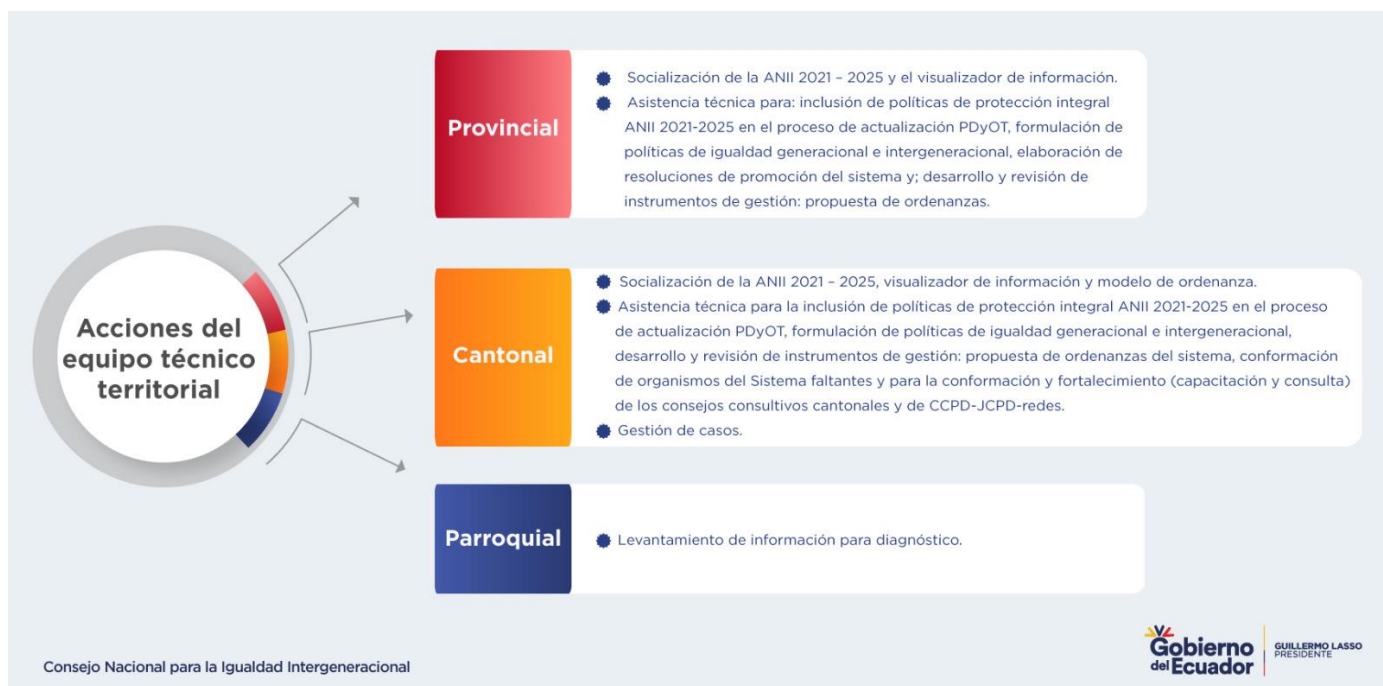 Acciones del
equipo técnico
territorial
Provincial
Socialización de la ANII 2021 – 2025 y el visualizador de información.
Asistencia técnica para: inclusión de políticas de protección integral
ANII 2021-2025 en el proceso de actualización PDyOT, formulación de
políticas de igualdad generacional e intergeneracional, elaboración de
resoluciones de promoción del sistema y; desarrollo y revisión de
instrumentos de gestión: propuesta de ordenanzas.
Cantonal
Socialización de la ANII 2021 – 2025, visualizador de información y modelo de ordenanza.
Asistencia técnica para la inclusión de políticas de protección integral ANII 2021-2025 en el proceso
de actualización PDyOT, formulación de políticas de igualdad generacional e intergeneracional,
desarrollo y revisión de instrumentos de gestión: propuesta de ordenanzas del sistema, conformación
de organismos del Sistema faltantes y para la conformación y fortalecimiento (capacitación y consulta)
de los consejos consultivos cantonales y de CCPD-JCPD-redes.
Gestión de casos.
Parroquial
Levantamiento de información para diagnóstico.
Consejo Nacional para la Igualdad Intergeneracional
Gobierno
del Ecuador
GUILLERMO LASSO
PRESIDENTE